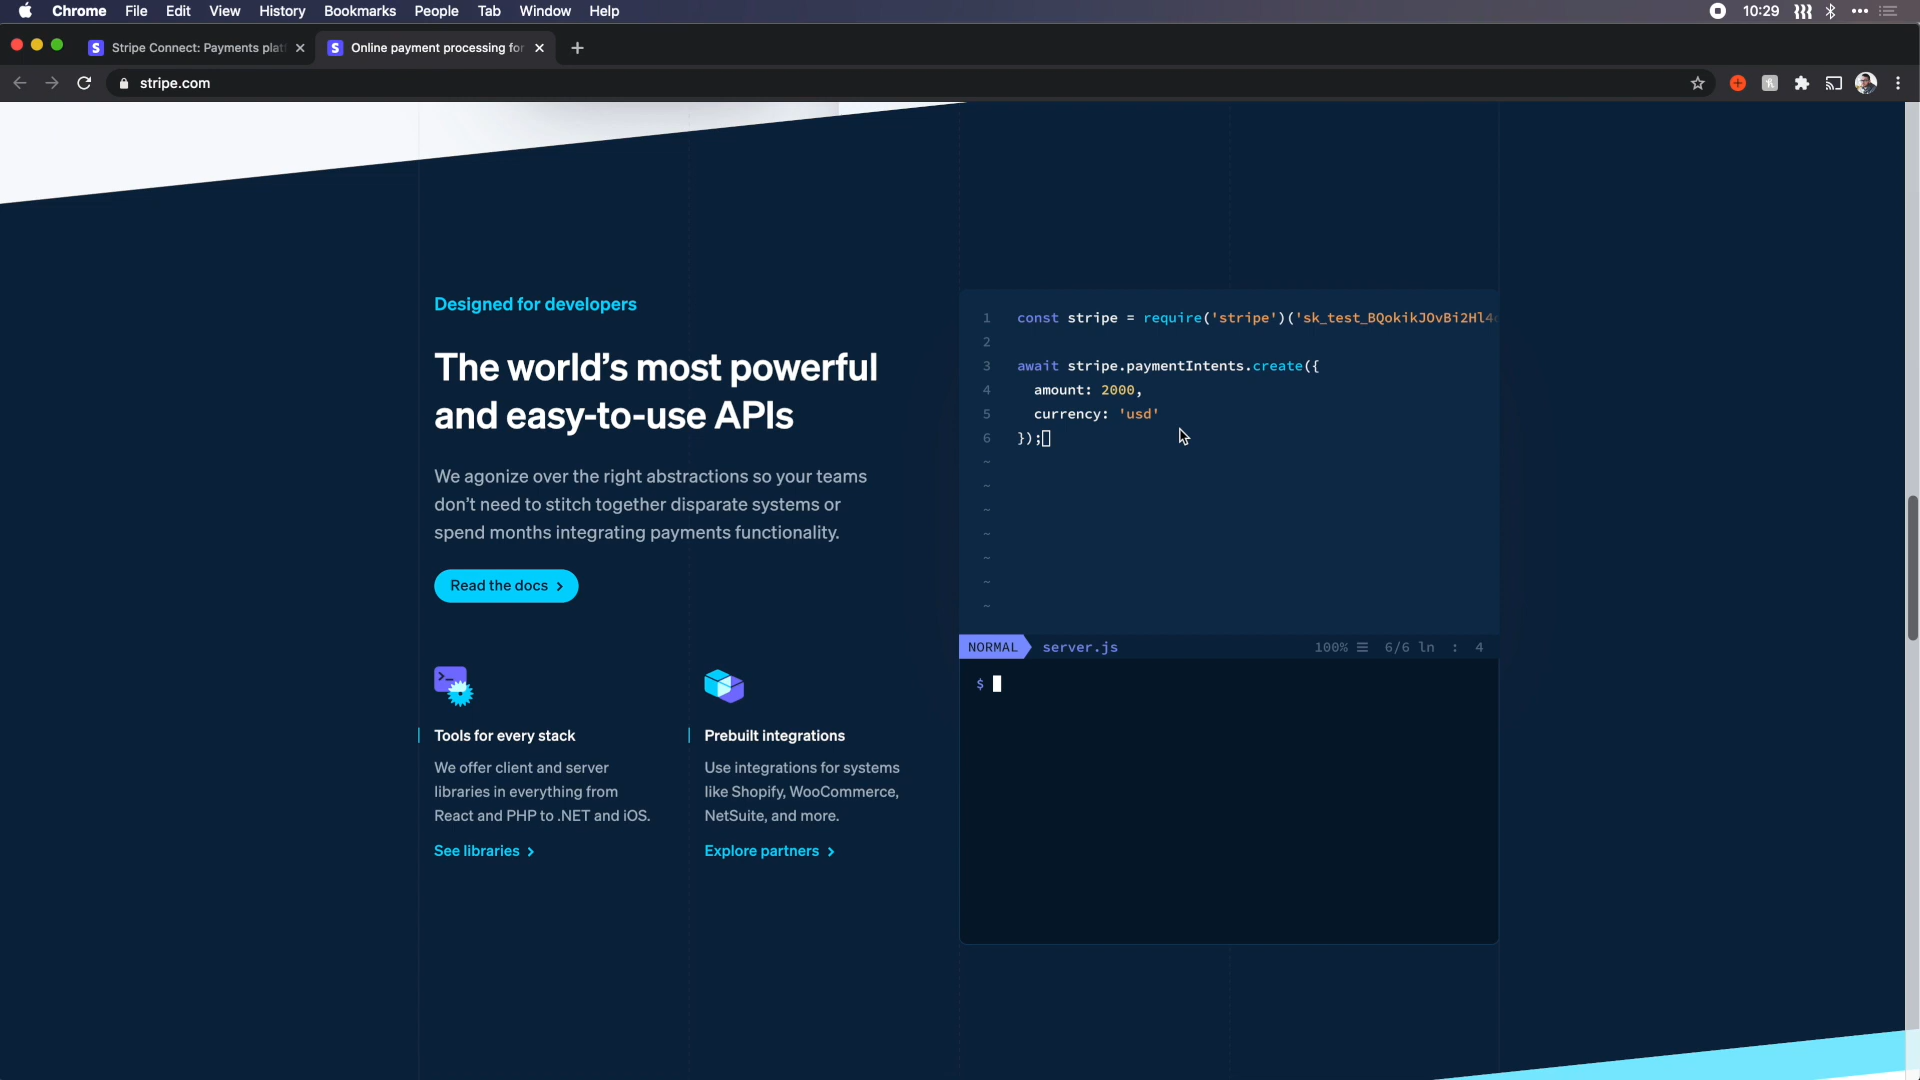 Chrome File Edit View History Bookmarks People Tab Window Help 10:29
Stripe Connect: Payments plat
Online payment processing for
stripe.com
Designed for developers
The world’s most powerful
and easy-to-use APIs
We agonize over the right abstractions so your teams
don’t need to stitch together disparate systems or
spend months integrating payments functionality.
Read the docs >
Tools for every stack
We offer client and server
libraries in everything from
React and PHP to .NET and iOS.
See libraries >
Prebuilt integrations
Use integrations for systems
like Shopify, WooCommerce,
NetSuite, and more.
Explore partners >
1 const stripe = require('stripe')('sk_test_BQokikJOvBi2Hl4
2
3 await stripe.paymentIntents.create({
4 amount: 2000,
5 currency: 'usd'
6 });
~
~
~
~
~
~
~
NORMAL server.js 100% ☰ 6/6 ln : 4
$